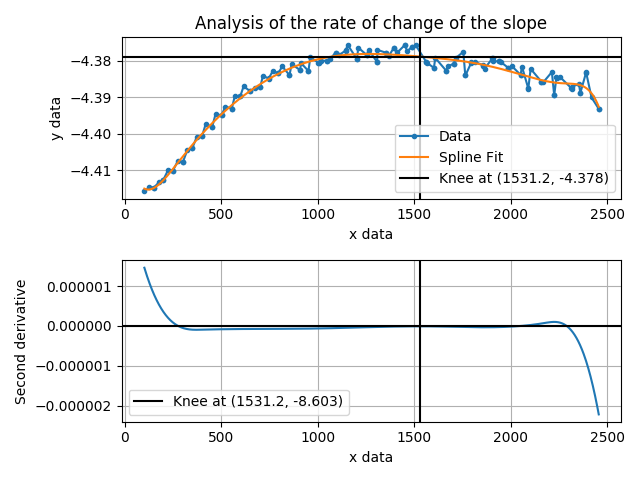 Analysis of the rate of change of the slope
−4.38
−4.39
−4.40
−4.41
y data
Data
Spline Fit
Knee at (1531.2, -4.378)
0 500 1000 1500 2000 2500
x data
0.000001
0.000000
−0.000001
−0.000002
Second derivative
Knee at (1531.2, -8.603)
0 500 1000 1500 2000 2500
x data